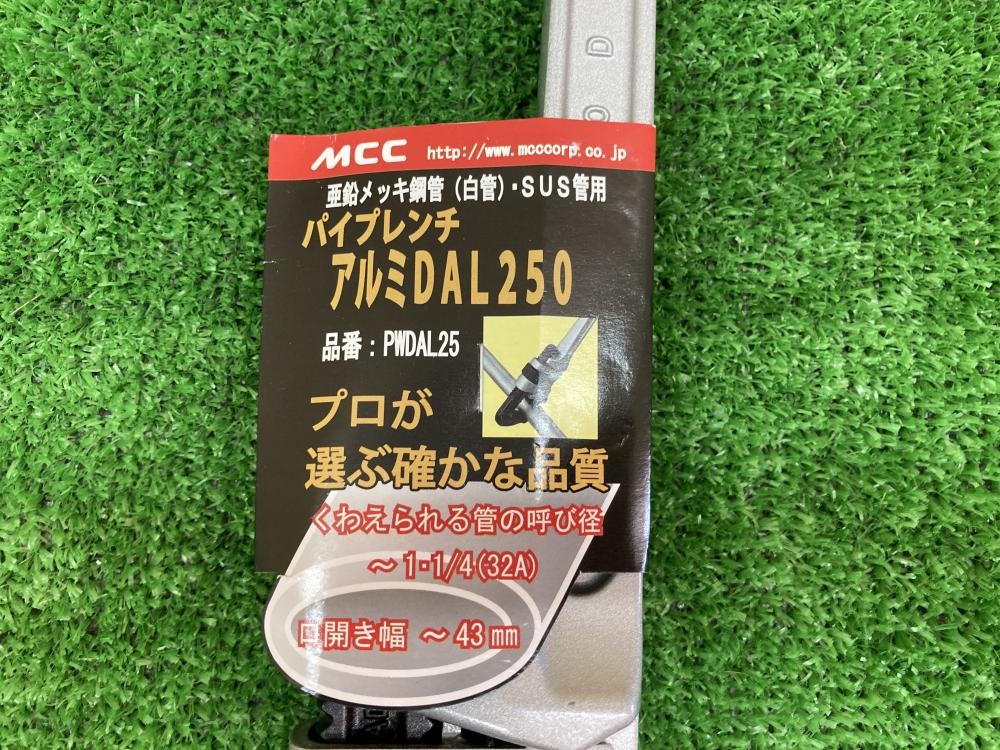 D
O
MCC http://www.mcccorp.co.jp
亜鉛メッキ鋼管(白管)・SUS管用
パイプレンチ
アルミDAL250
品番:PWDAL25
プロが
選ぶ確かな品質
くわえられる管の呼び径
～1・1/4(32A)
口開き幅 ～43mm